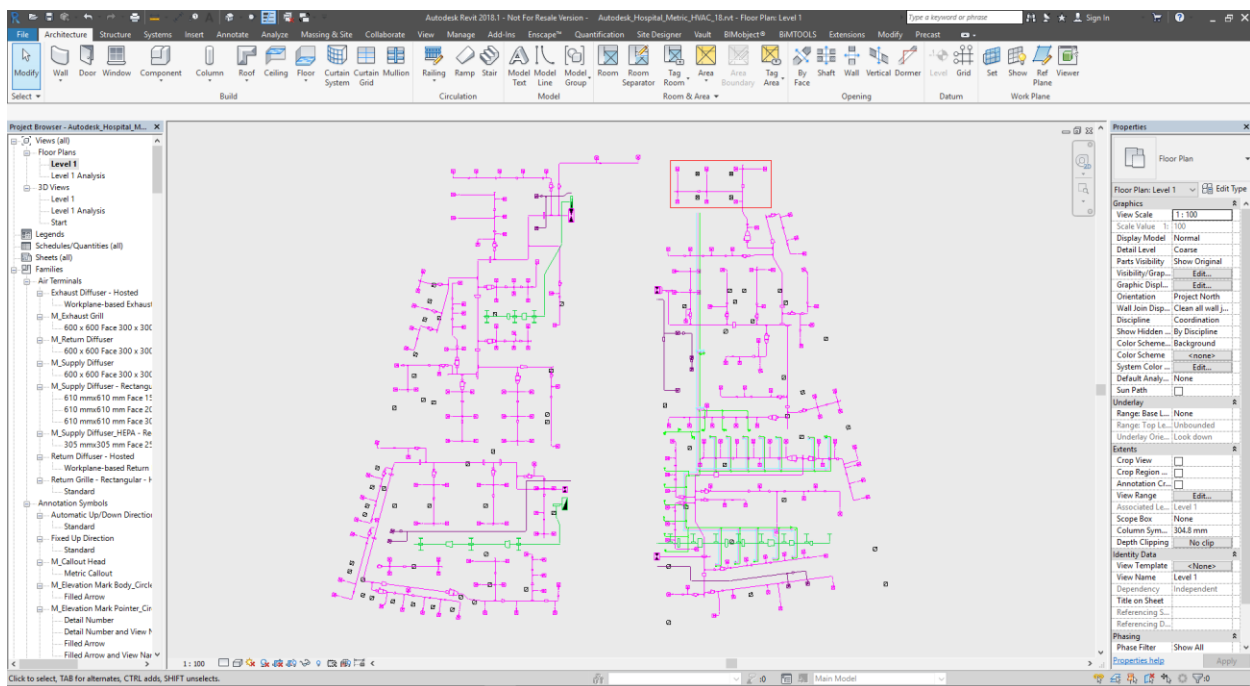 Autodesk Revit 2018.1 - Not For Resale Version - Autodesk_Hospital_Metric_HVAC_18.rvt - Floor Plan: Level 1
Type a keyword or phrase
Sign In
File Architecture Structure Systems Insert Annotate Analyze Massing & Site Collaborate View Manage Add-Ins Enscape™ Quantification Site Designer Vault BIMobject® BiMTOOLS Extensions Modify Precast
Modify Wall Door Window Component Column Roof Ceiling Floor Curtain System Curtain Grid Mullion Railing Ramp Stair Model Text Model Line Model Group Room Room Separator Tag Room Area Area Boundary Tag Area By Face Shaft Wall Vertical Dormer Level Grid Set Show Ref Plane Viewer
Select Build Circulation Model Room & Area Opening Datum Work Plane
Project Browser - Autodesk_Hospital_M... X
Views (all)
Floor Plans
Level 1
Level 1 Analysis
3D Views
Level 1
Level 1 Analysis
Start
Legends
Schedules/Quantities (all)
Sheets (all)
Families
Air Terminals
Exhaust Diffuser - Hosted
Workplane-based Exhaust
M_Exhaust Grill
600 x 600 Face 300 x 300
M_Return Diffuser
600 x 600 Face 300 x 300
M_Supply Diffuser
600 x 600 Face 300 x 300
M_Supply Diffuser - Rectangu
610 mmx610 mm Face 15
610 mmx610 mm Face 20
610 mmx610 mm Face 30
M_Supply Diffuser_HEPA - Re
305 mmx305 mm Face 25
Return Diffuser - Hosted
Workplane-based Return
Return Grille - Rectangular - H
Standard
Annotation Symbols
Automatic Up/Down Direction
Standard
Fixed Up Direction
Standard
M_Callout Head
Metric Callout
M_Elevation Mark Body_Circle
Filled Arrow
M_Elevation Mark Pointer_Cir
Detail Number
Detail Number and View N
Filled Arrow
Filled Arrow and View Nar
Properties X
Floor Plan
Floor Plan: Level 1 Edit Type
Graphics
View Scale 1 : 100
Scale Value 1: 100
Display Model Normal
Detail Level Coarse
Parts Visibility Show Original
Visibility/Grap... Edit...
Graphic Displ... Edit...
Orientation Project North
Wall Join Disp... Clean all wall j...
Discipline Coordination
Show Hidden ... By Discipline
Color Scheme... Background
Color Scheme <none>
System Color ... Edit...
Default Analy... None
Sun Path
Underlay
Range: Base L... None
Range: Top Le... Unbounded
Underlay Orie... Look down
Extents
Crop View
Crop Region ...
Annotation Cr...
View Range Edit...
Associated Le... Level 1
Scope Box None
Column Sym... 304.8 mm
Depth Clipping No clip
Identity Data
View Template <None>
View Name Level 1
Dependency Independent
Title on Sheet
Referencing S...
Referencing D...
Phasing
Phase Filter Show All
Properties help Apply
1 : 100
Click to select, TAB for alternates, CTRL adds, SHIFT unselects.
:0 Main Model :0